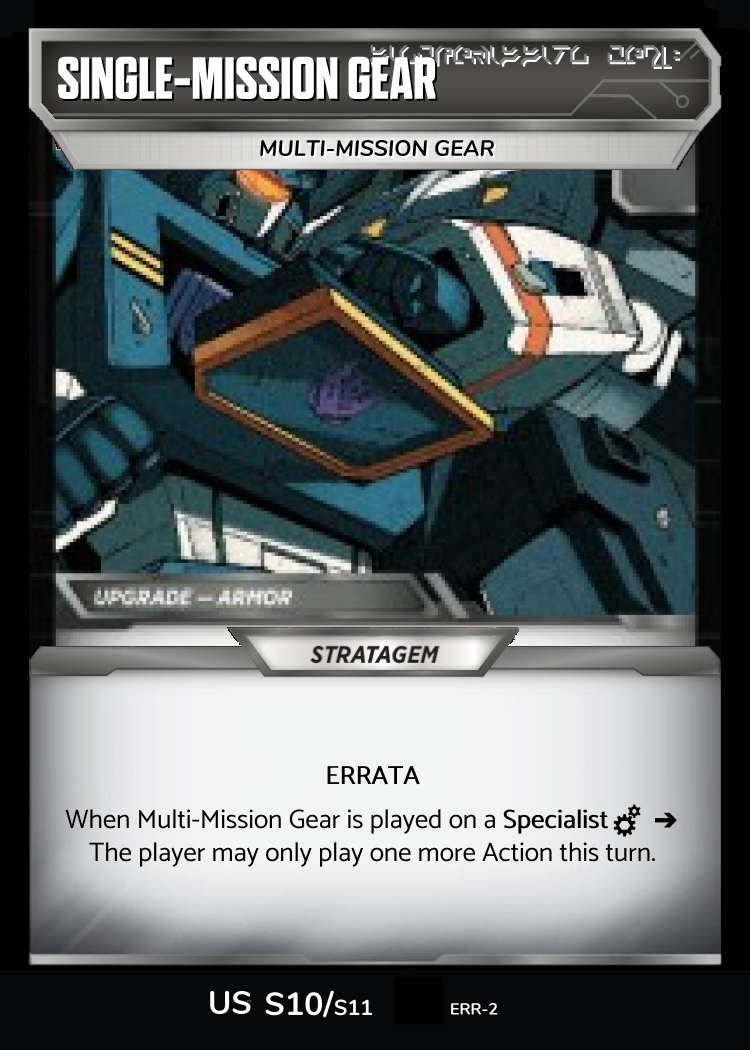 SINGLE-MISSION GEAR
MULTI-MISSION GEAR
UPGRADE — ARMOR
STRATAGEM
ERRATA
When Multi-Mission Gear is played on a Specialist ➔
The player may only play one more Action this turn.
US S10/S11 ERR-2